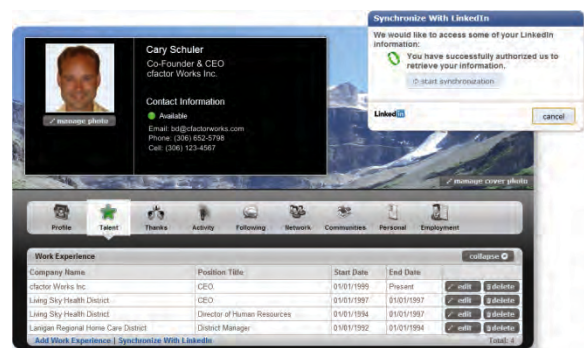 Synchronize With LinkedIn
We would like to access some of your LinkedIn
information:
You have successfully authorized us to
retrieve your information.
start synchronization
LinkedIn
cancel
Cary Schuler
Co-Founder & CEO
cfactor Works Inc.
Contact Information
Available
Email: bd@cfactorworks.com
Phone: (306) 652-5798
Cell: (306) 123-4567
manage photo
manage cover photo
Profile Talent Thanks Activity Following Network Communities Personal Employment
Work Experience collapse
Company Name Position Title Start Date End Date
cfactor Works Inc. CEO 01/01/1999 Present edit delete
Living Sky Health District CEO 01/01/1997 01/01/1997 edit delete
Living Sky Health District Director of Human Resources 01/01/1994 01/01/1997 edit delete
Lanigan Regional Home Care District District Manager 01/01/1992 01/01/1994 edit delete
Add Work Experience | Synchronize With LinkedIn Total: 4